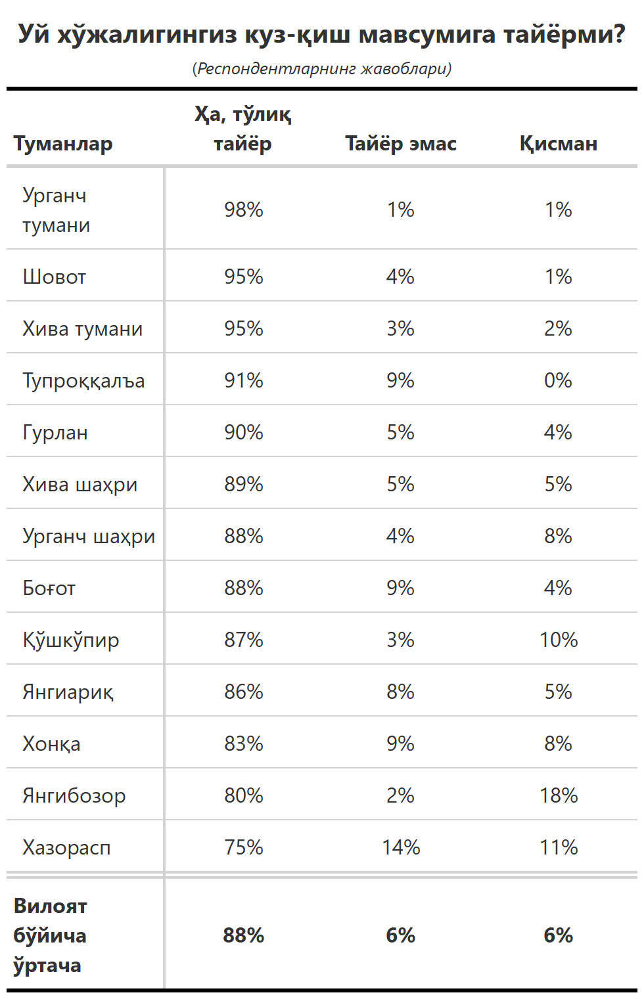 Уй хўжалигингиз куз-қиш мавсумига тайёрми?
(Респондентларнинг жавоблари)
Туманлар Ҳа, тўлиқ тайёр Тайёр эмас Қисман
Урганч тумани 98% 1% 1%
Шовот 95% 4% 1%
Хива тумани 95% 3% 2%
Тупроққалъа 91% 9% 0%
Гурлан 90% 5% 4%
Хива шаҳри 89% 5% 5%
Урганч шаҳри 88% 4% 8%
Боғот 88% 9% 4%
Қўшкўпир 87% 3% 10%
Янгиариқ 86% 8% 5%
Хонқа 83% 9% 8%
Янгибозор 80% 2% 18%
Хазорасп 75% 14% 11%
Вилоят бўйича ўртача 88% 6% 6%